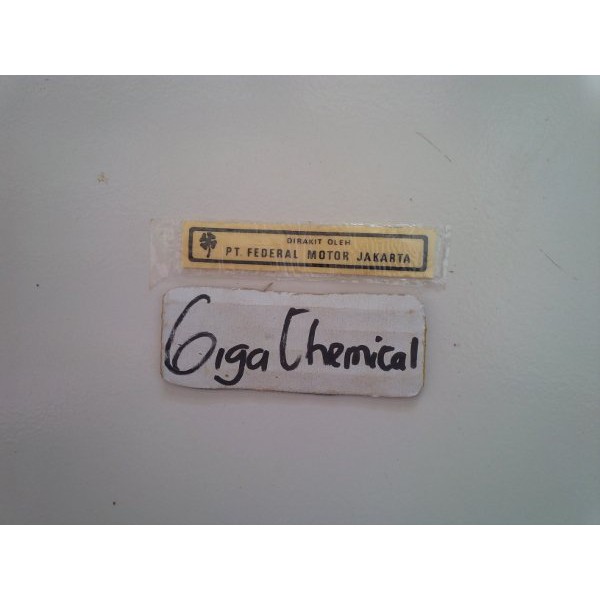 DIRAKIT OLEH
PT. FEDERAL MOTOR JAKARTA
Giga Chemical